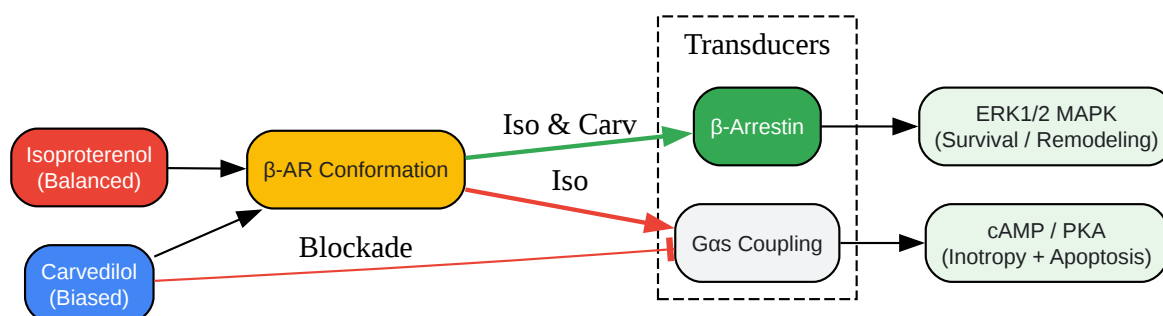 Isoproterenol
(Balanced)
Carvedilol
(Biased)
β-AR Conformation
Iso & Carv
Iso
Blockade
Transducers
β-Arrestin
Gαs Coupling
ERK1/2 MAPK
(Survival / Remodeling)
cAMP / PKA
(Inotropy + Apoptosis)